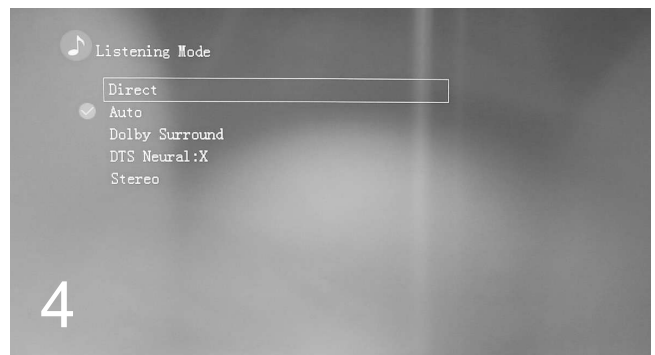 Listening Mode
Direct
Auto
Dolby Surround
DTS Neural:X
Stereo
4